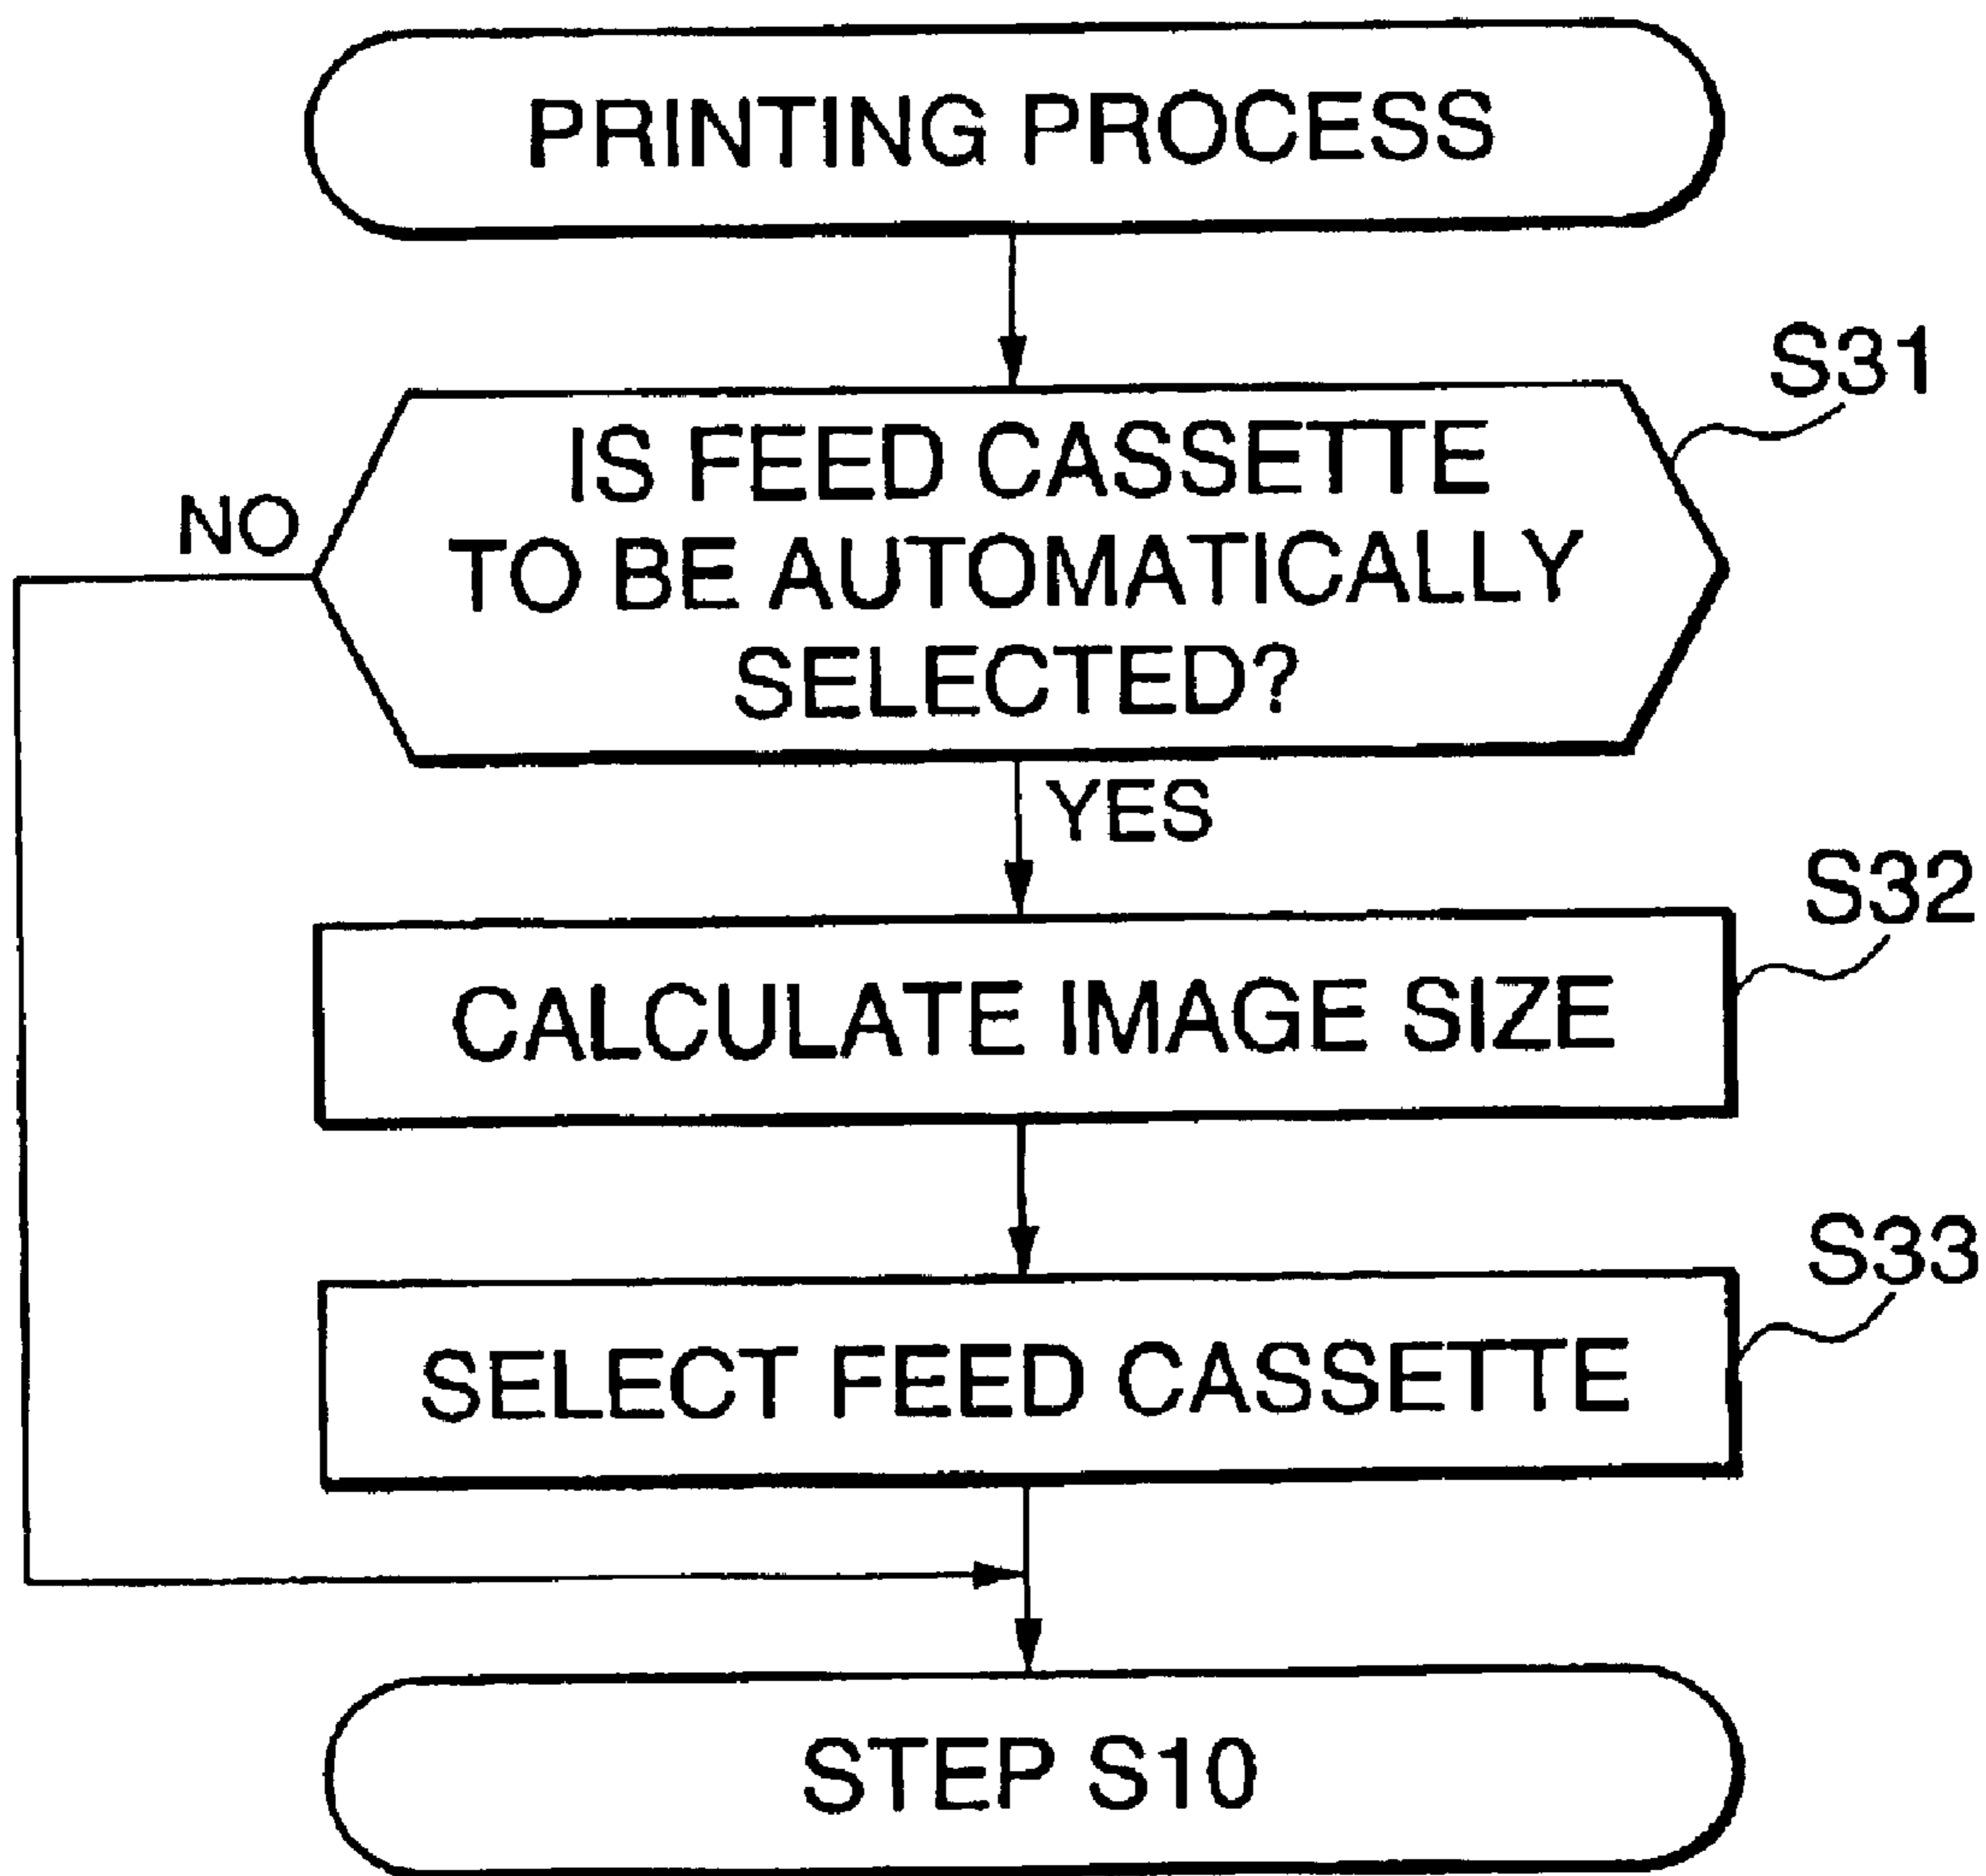 PRINTING PROCESS
S31
IS FEED CASSETTE
TO BE AUTOMATICALLY
SELECTED?
NO
YES
S32
CALCULATE IMAGE SIZE
S33
SELECT FEED CASSETTE
STEP S10